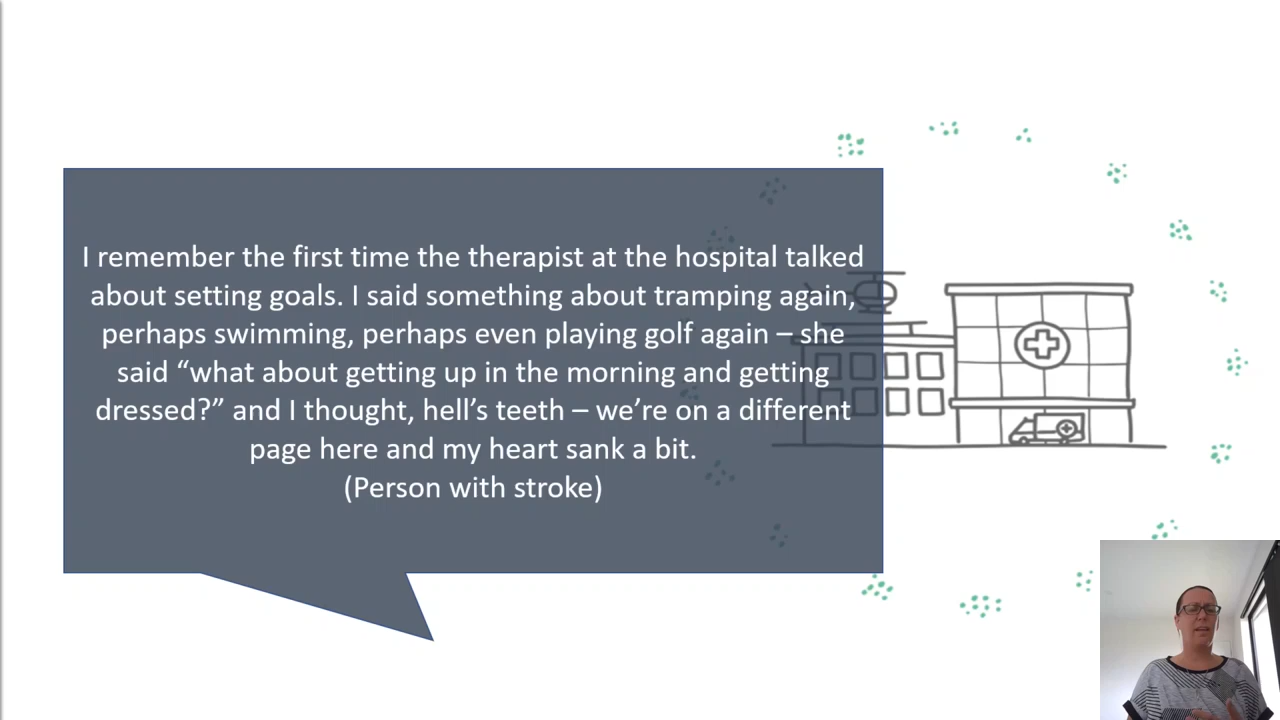 I remember the first time the therapist at the hospital talked
about setting goals. I said something about tramping again,
perhaps swimming, perhaps even playing golf again – she
said “what about getting up in the morning and getting
dressed?” and I thought, hell’s teeth – we’re on a different
page here and my heart sank a bit.
(Person with stroke)